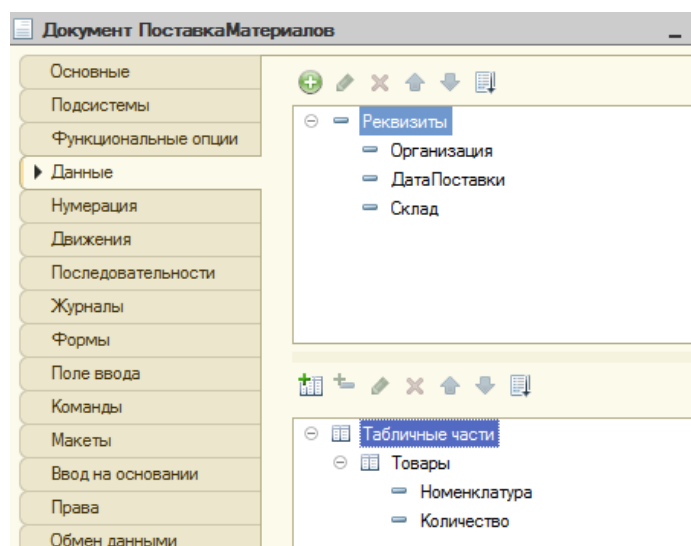 Документ ПоставкаМатериалов
Основные
Подсистемы
Функциональные опции
Данные
Нумерация
Движения
Последовательности
Журналы
Формы
Поле ввода
Команды
Макеты
Ввод на основании
Права
Обмен данными
Реквизиты
Организация
ДатаПоставки
Склад
Табличные части
Товары
Номенклатура
Количество